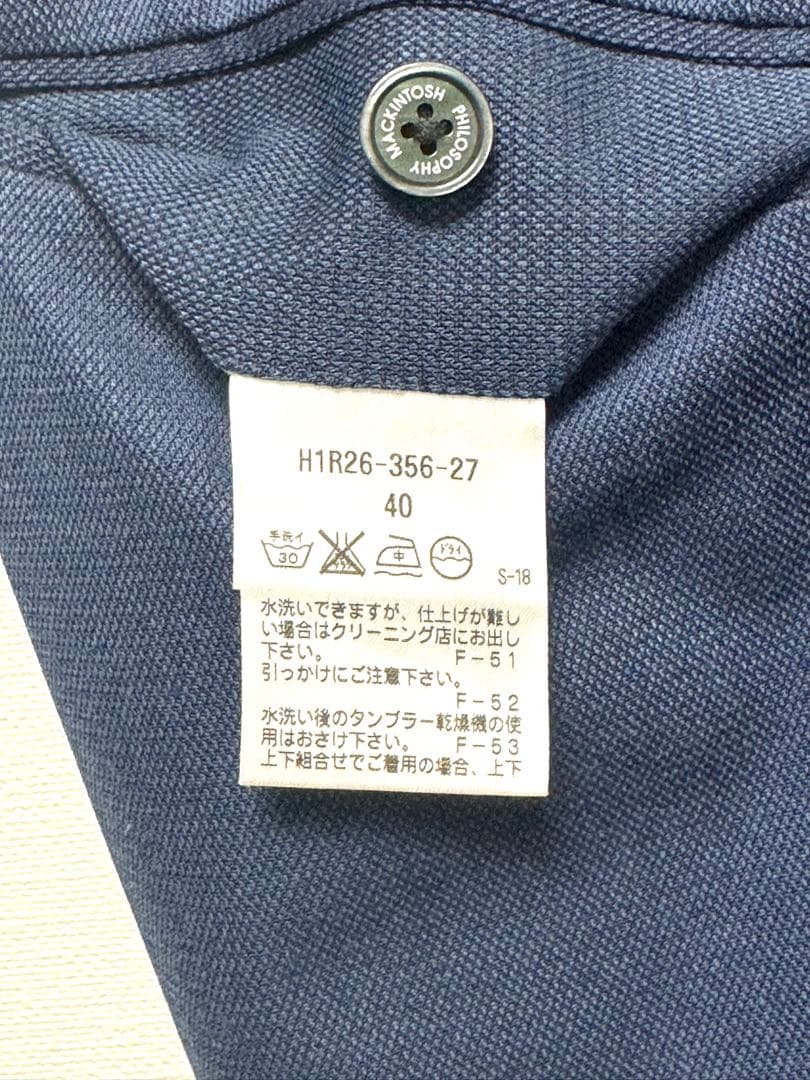 MACKINTOSH PHILOSOPHY
H1R26-356-27
40
手洗イ
30
中
ドライ
S-18
水洗いできますが、仕上げが難し
い場合はクリーニング店にお出し
下さい。 F-51
引っかけにご注意下さい。
F-52
水洗い後のタンブラー乾燥機の使
用はおさけ下さい。 F-53
上下組合せでご着用の場合、上下